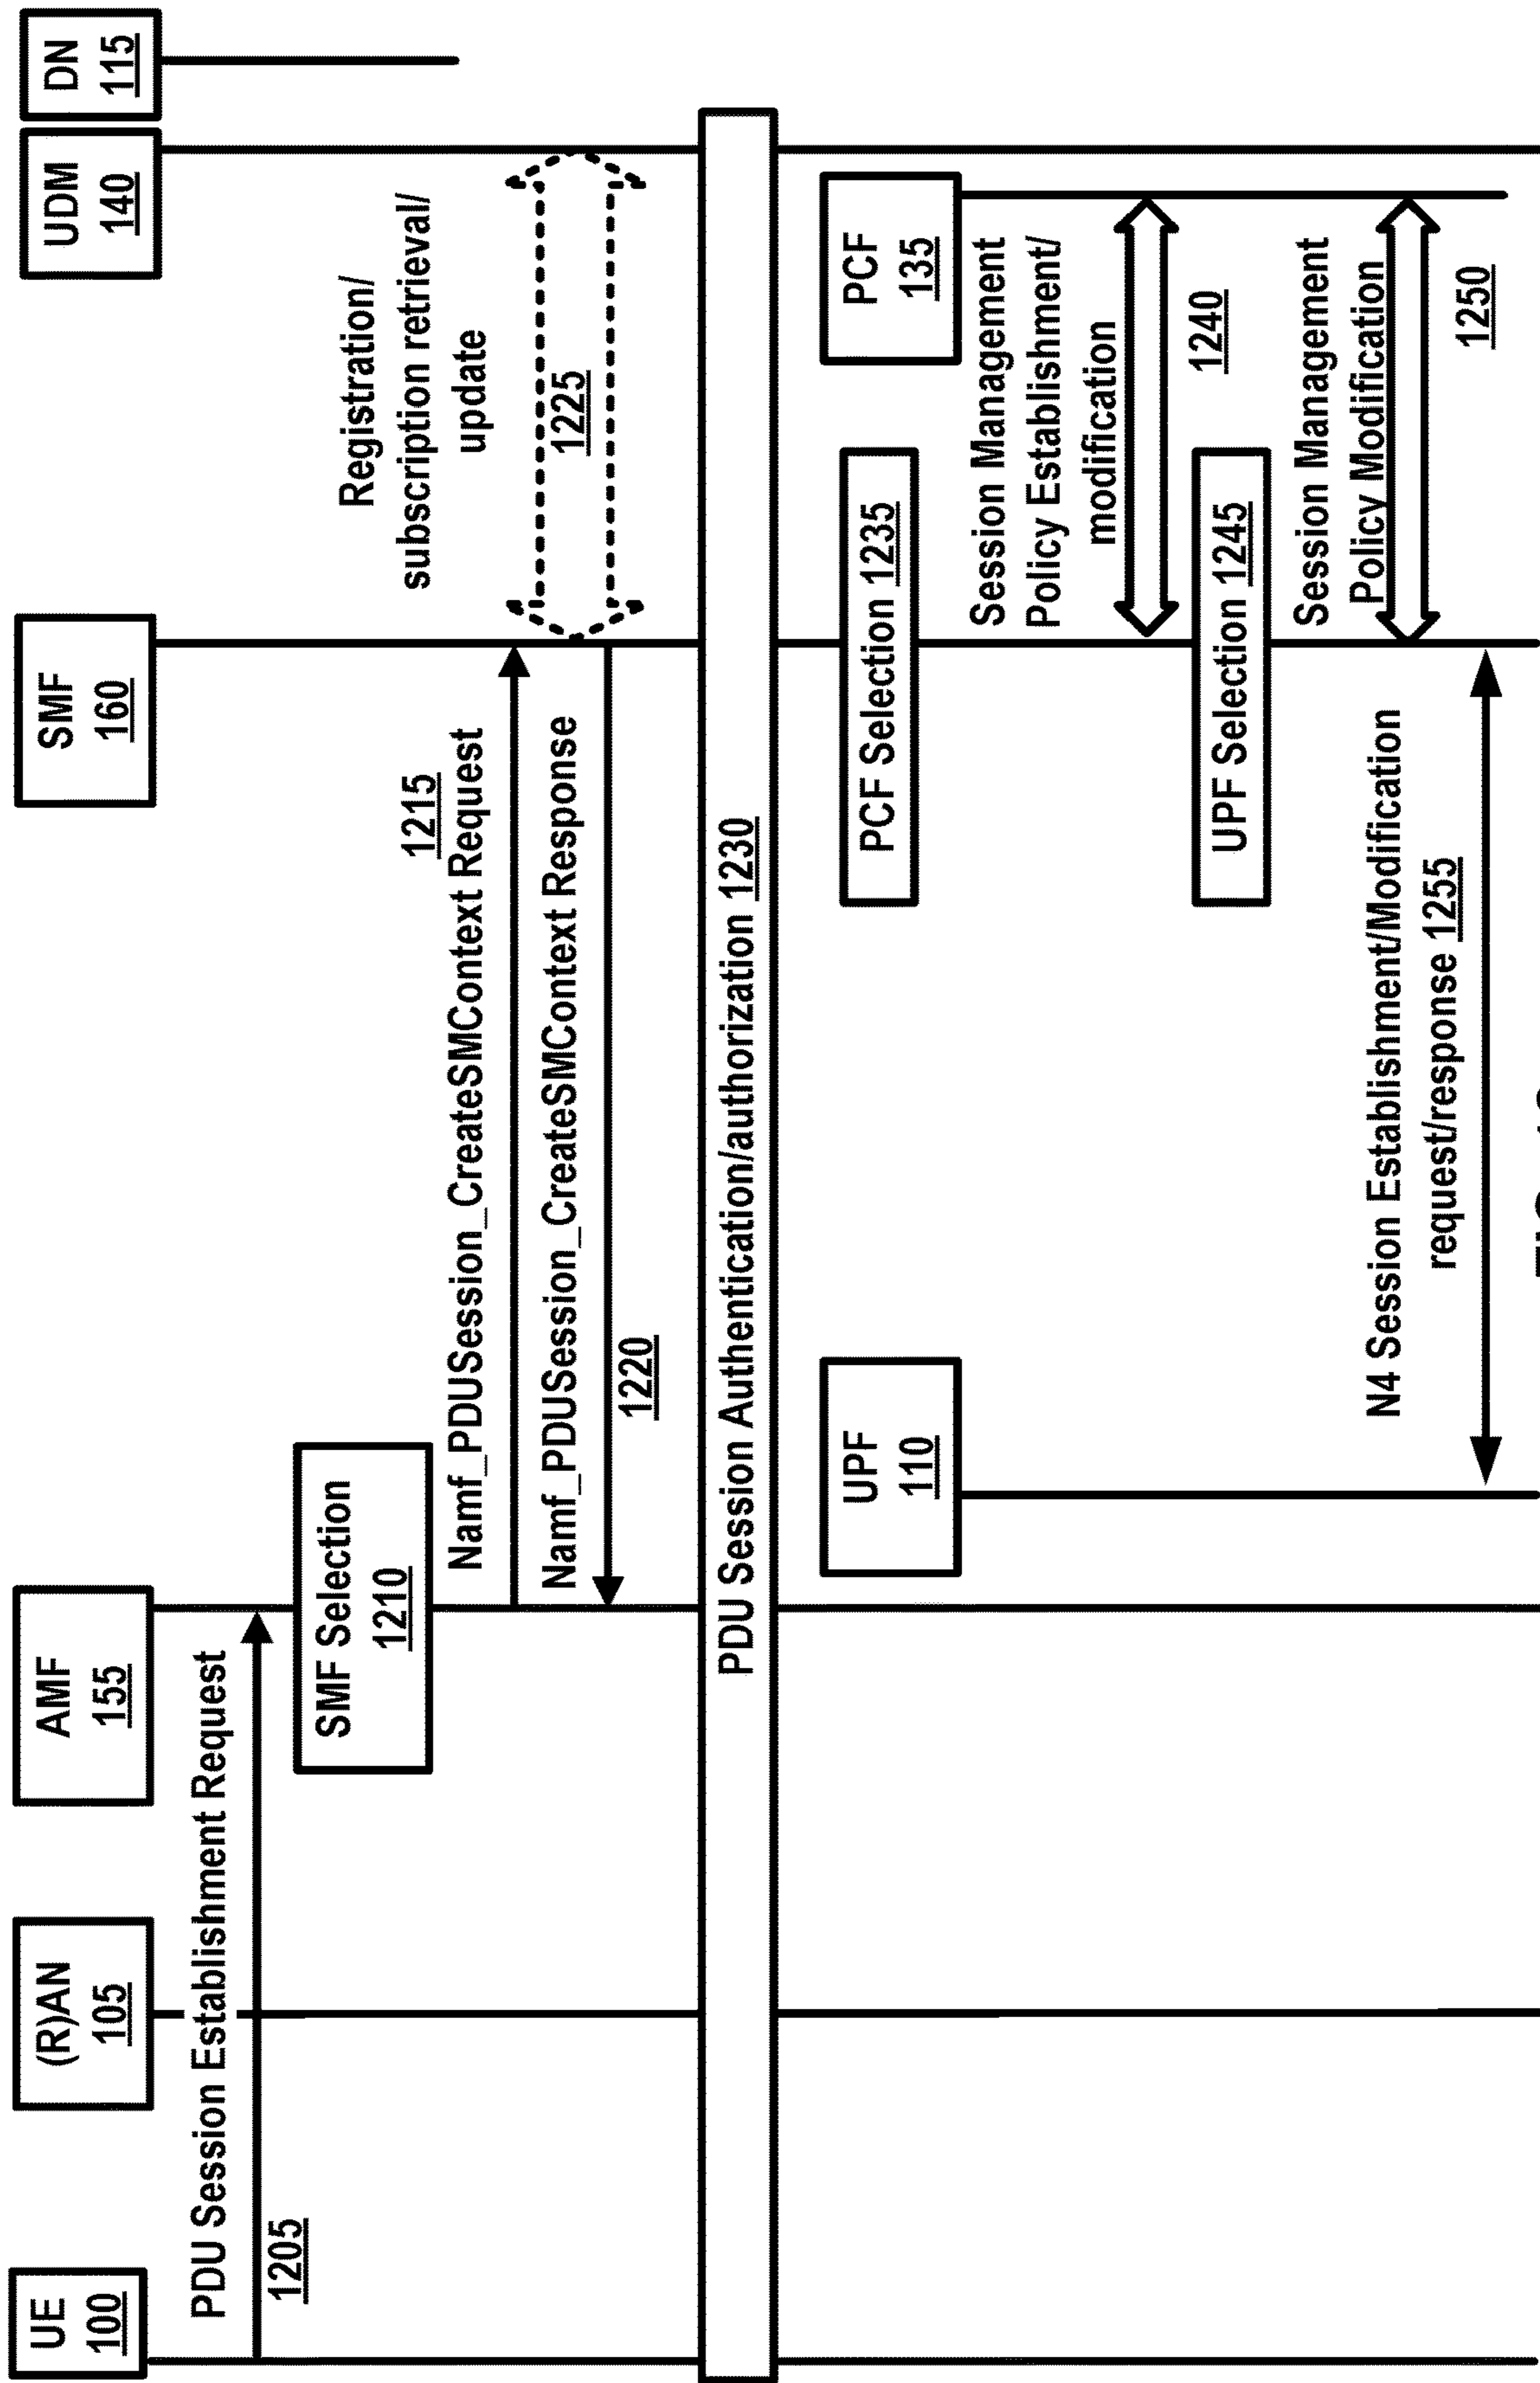 UE
100
(R)AN
105
AMF
155
SMF
160
UDM
140
DN
115
PDU Session Establishment Request
1205
SMF Selection
1210
1215
Namf_PDUSession_CreateSMContext Request
Namf_PDUSession_CreateSMContext Response
1220
Registration/
subscription retrieval/
update
1225
PDU Session Authentication/authorization 1230
UPF
110
PCF
135
PCF Selection 1235
Session Management
Policy Establishment/
modification
1240
UPF Selection 1245
Session Management
Policy Modification
1250
N4 Session Establishment/Modification
request/response 1255